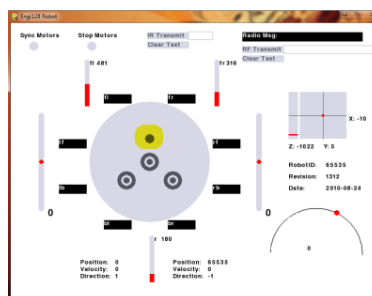 Engi128 Robot
Sync Motors
Stop Motors
IR Transmit
Clear Text
Radio Msg:
RF Transmit
Clear Text
fl 481
fr 316
fl
fr
lf
rf
X: -10
Z: -1022 Y: 5
lb
rb
RobotID: 65535
Revision: 1312
Date: 2010-08-24
0
0
bl
br
r 180
0
Position: 0
Velocity: 0
Direction: 1
Position: 65535
Velocity: 0
Direction: -1